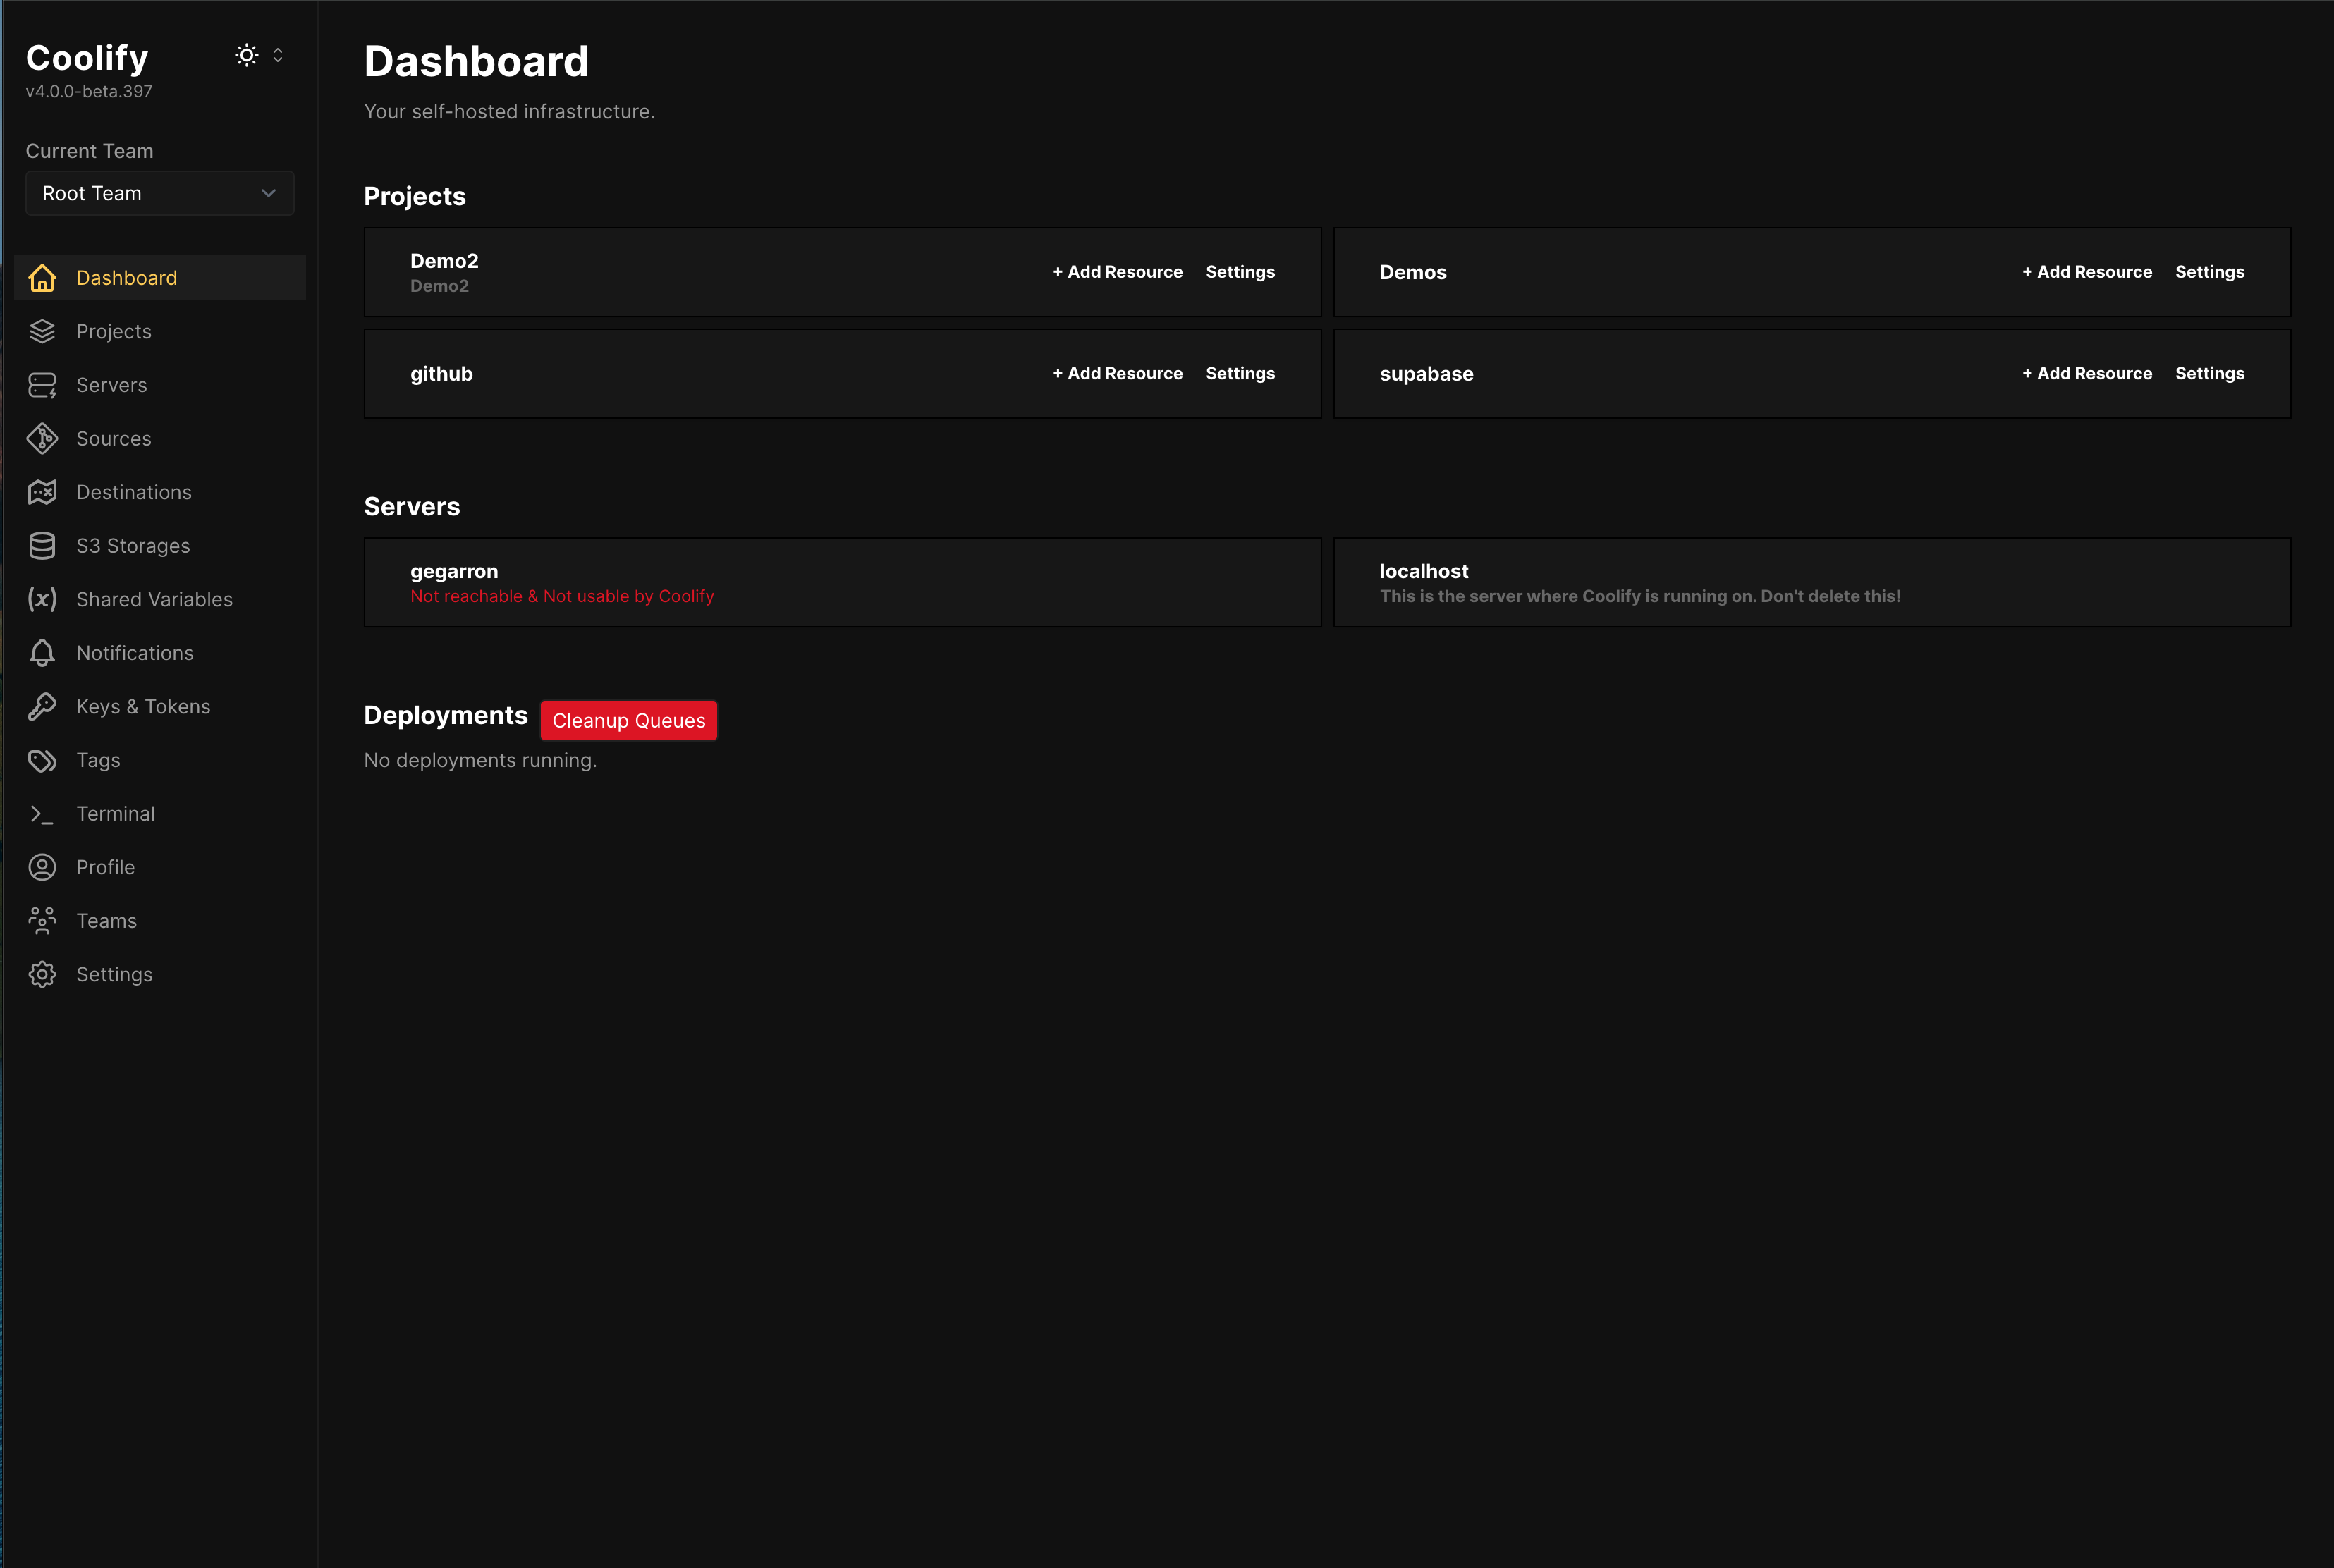 Coolify
v4.0.0-beta.397
Current Team
Root Team
Dashboard
Projects
Servers
Sources
Destinations
S3 Storages
Shared Variables
Notifications
Keys & Tokens
Tags
Terminal
Profile
Teams
Settings
Dashboard
Your self-hosted infrastructure.
Projects
Demo2
Demo2
+ Add Resource Settings
Demos
+ Add Resource Settings
github
+ Add Resource Settings
supabase
+ Add Resource Settings
Servers
gegarron
Not reachable & Not usable by Coolify
localhost
This is the server where Coolify is running on. Don't delete this!
Deployments Cleanup Queues
No deployments running.